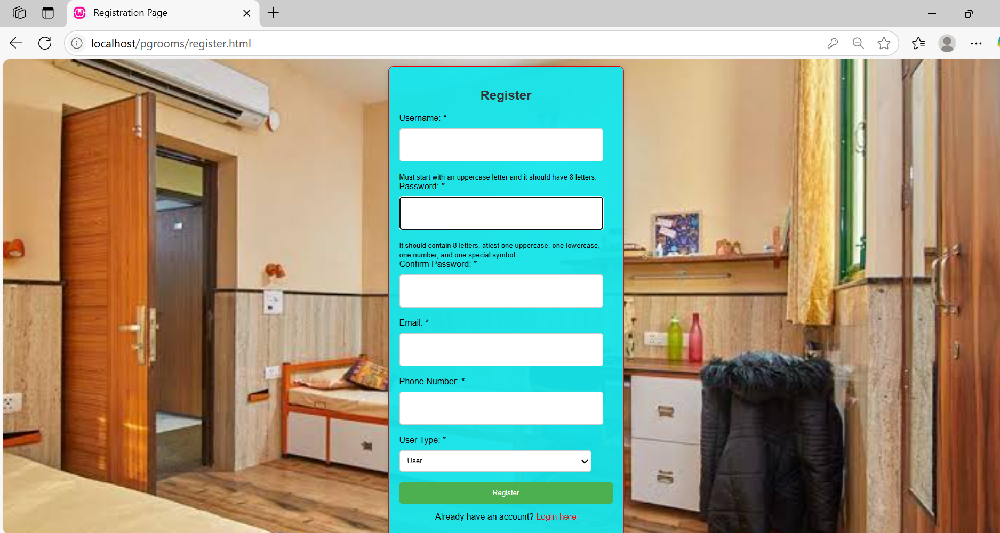 Registration Page
localhost/pgrooms/register.html
Register
Username: *
Must start with an uppercase letter and it should have 8 letters.
Password: *
It should contain 8 letters, atlest one uppercase, one lowercase,
one number, and one special symbol.
Confirm Password: *
Email: *
Phone Number: *
User Type: *
User
Register
Already have an account? Login here